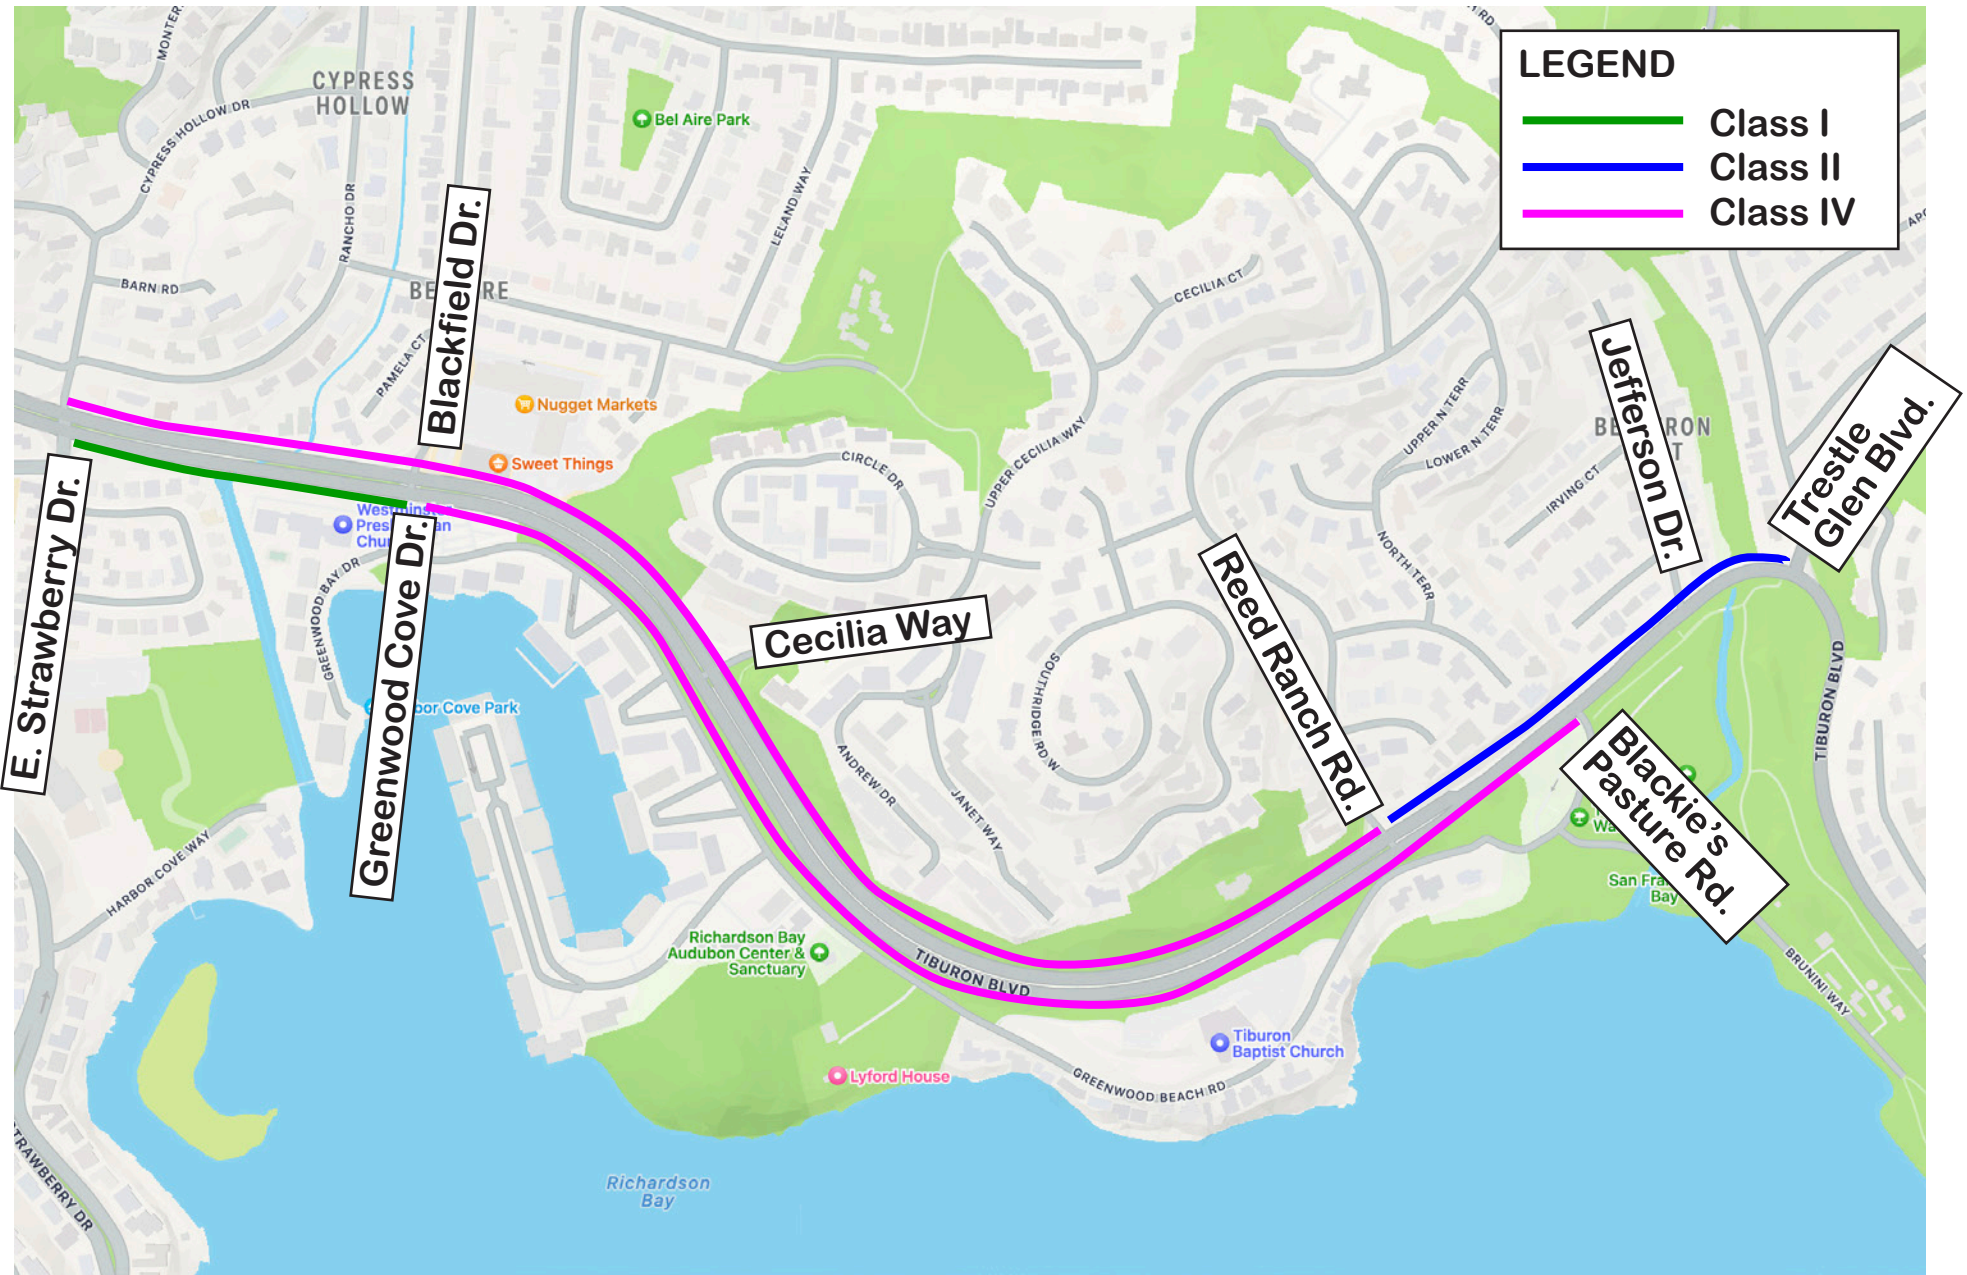 LEGEND
Class I
Class II
Class IV
CYPRESS
HOLLOW
CYPRESS HOLLOW DR
RANCHO DR
BARN RD
PAMELA CT
Blackfield Dr.
Bel Aire Park
LELAND WAY
Nugget Markets
Sweet Things
CIRCLE DR
UPPER CECILIA WAY
CECILIA CT
UPPER N TERR
LOWER N TERR
NORTH TERR
IRVING CT
Jefferson Dr.
Trestle
Glen Blvd.
E. Strawberry Dr.
GREENWOOD BAY DR
Greenwood Cove Dr.
Cecilia Way
SOUTHRIDGE RD W
Reed Ranch Rd.
ANDREW DR
JANET WAY
Blackie's
Pasture Rd.
TIBURON BLVD
HARBOR COVE WAY
Richardson Bay
Audubon Center &
Sanctuary
TIBURON BLVD
Lyford House
Tiburon
Baptist Church
GREENWOOD BEACH RD
BRUNINI WAY
Bay
Richardson
Bay